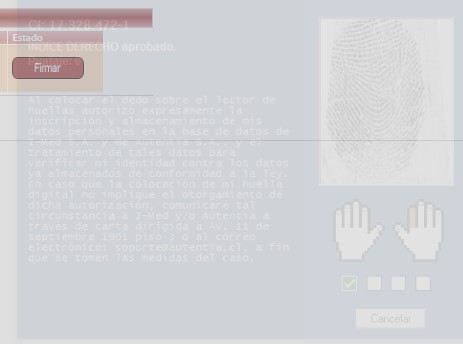 CI: 17.328.472-1
Estado
INDICE DERECHO aprobado.
Firmar
Al colocar el dedo sobre el lector de
huellas autorizo expresamente la
inscripción y almacenamiento de mis
datos personales en la base de datos de
I-Med S.A., y de Autentia S.A., y el
tratamiento de tales datos para
verificar mi identidad contra los datos
ya almacenados de conformidad a la ley.
En caso que la colocación de mi huella
digital no implique el otorgamiento de
dicha autorización, comunicaré tal
circunstancia a I-Med y/o Autentia a
través de carta dirigida a Av. 11 de
Septiembre 1901 piso 1 o al correo
electrónico: soporte@autentia.cl, a fin
que se tomen las medidas del caso.
Cancelar